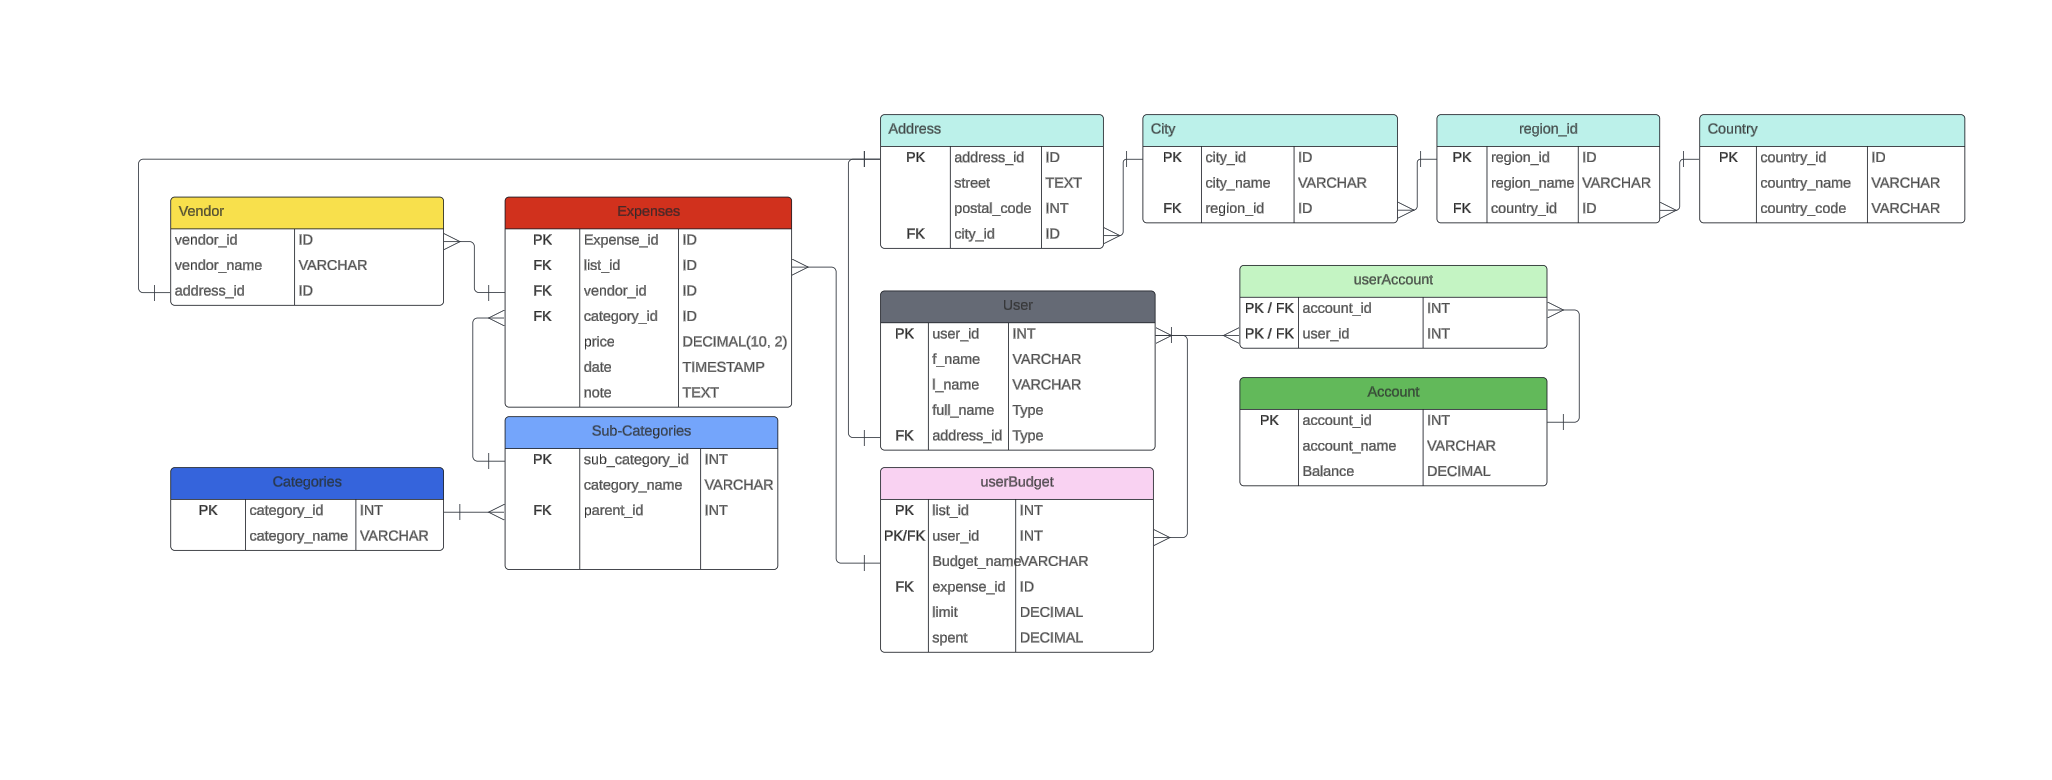 Address
PK address_id ID
street TEXT
postal_code INT
FK city_id ID
City
PK city_id ID
city_name VARCHAR
FK region_id ID
region_id
PK region_id ID
region_name VARCHAR
FK country_id ID
Country
PK country_id ID
country_name VARCHAR
country_code VARCHAR
Vendor
vendor_id ID
vendor_name VARCHAR
address_id ID
Expenses
PK Expense_id ID
FK list_id ID
FK vendor_id ID
FK category_id ID
price DECIMAL(10, 2)
date TIMESTAMP
note TEXT
User
PK user_id INT
f_name VARCHAR
l_name VARCHAR
full_name Type
FK address_id Type
userAccount
PK / FK account_id INT
PK / FK user_id INT
Account
PK account_id INT
account_name VARCHAR
Balance DECIMAL
Categories
PK category_id INT
category_name VARCHAR
Sub-Categories
PK sub_category_id INT
category_name VARCHAR
FK parent_id INT
userBudget
PK list_id INT
PK/FK user_id INT
Budget_name VARCHAR
FK expense_id ID
limit DECIMAL
spent DECIMAL